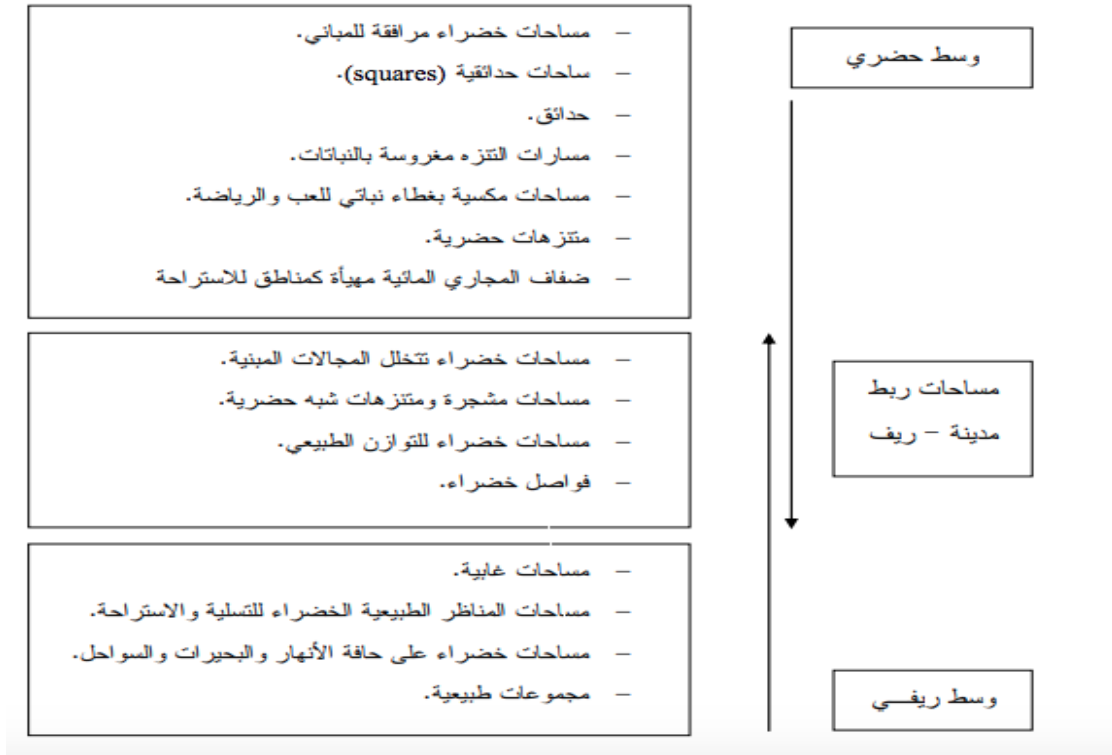 وسط حضري
– مساحات خضراء مرافقة للمباني.
– ساحات حدائقية (squares).
– حدائق.
– مسارات التنزه مغروسة بالنباتات.
– مساحات مكسية بغطاء نباتي للعب والرياضة.
– متنزهات حضرية.
– ضفاف المجاري المائية مهيأة كمناطق للاستراحة
مساحات ربط
مدينة – ريف
– مساحات خضراء تتخلل المجالات المبنية.
– مساحات مشجرة ومتنزهات شبه حضرية.
– مساحات خضراء للتوازن الطبيعي.
– فواصل خضراء.
وسط ريفـــي
– مساحات غابية.
– مساحات المناظر الطبيعية الخضراء للتسلية والاستراحة.
– مساحات خضراء على حافة الأنهار والبحيرات والسواحل.
– مجموعات طبيعية.